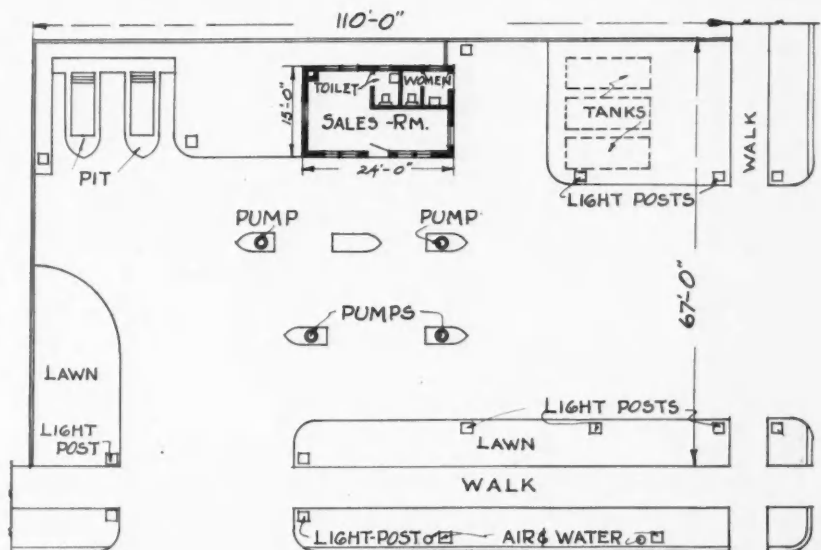 110'-0"
TOILET
WOMEN
15'-0"
SALES-RM.
TANKS
WALK
PIT
24'-0"
LIGHT POSTS
PUMP
PUMP
67'-0"
PUMPS
LAWN
LIGHT POSTS
LIGHT
POST
LAWN
WALK
LIGHT-POST
AIR & WATER